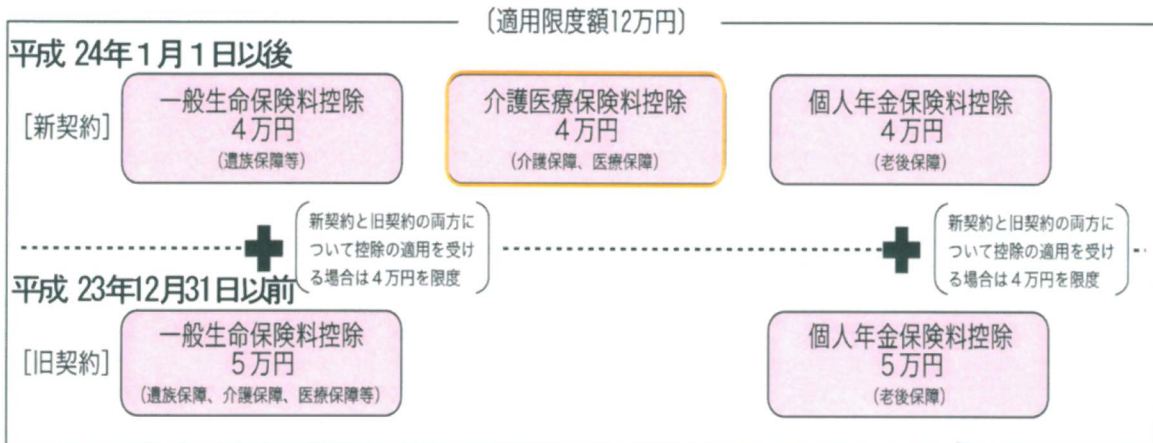 〔適用限度額12万円〕
平成 24年1月1日以後
[新契約]
一般生命保険料控除
4万円
(遺族保障等)
介護医療保険料控除
4万円
(介護保障、医療保障)
個人年金保険料控除
4万円
(老後保障)
新契約と旧契約の両方に
ついて控除の適用を受け
る場合は4万円を限度
新契約と旧契約の両方に
ついて控除の適用を受け
る場合は4万円を限度
平成 23年12月31日以前
[旧契約]
一般生命保険料控除
5万円
(遺族保障、介護保障、医療保障等)
個人年金保険料控除
5万円
(老後保障)